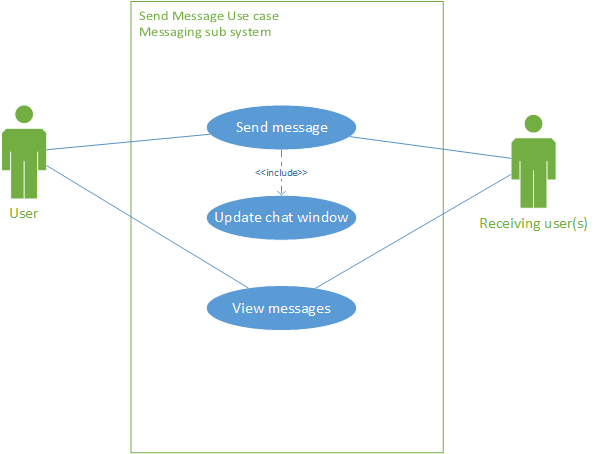 Send Message Use case
Messaging sub system
Send message
<<include>>
User
Update chat window
Receiving user(s)
View messages